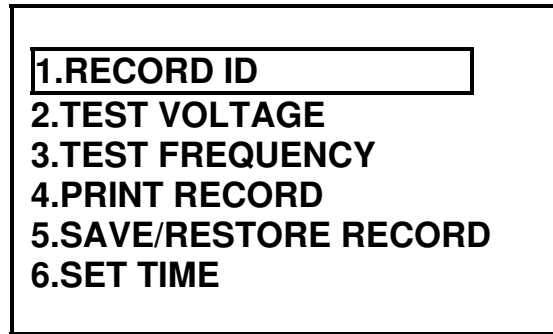 1.RECORD ID
2.TEST VOLTAGE
3.TEST FREQUENCY
4.PRINT RECORD
5.SAVE/RESTORE RECORD
6.SET TIME